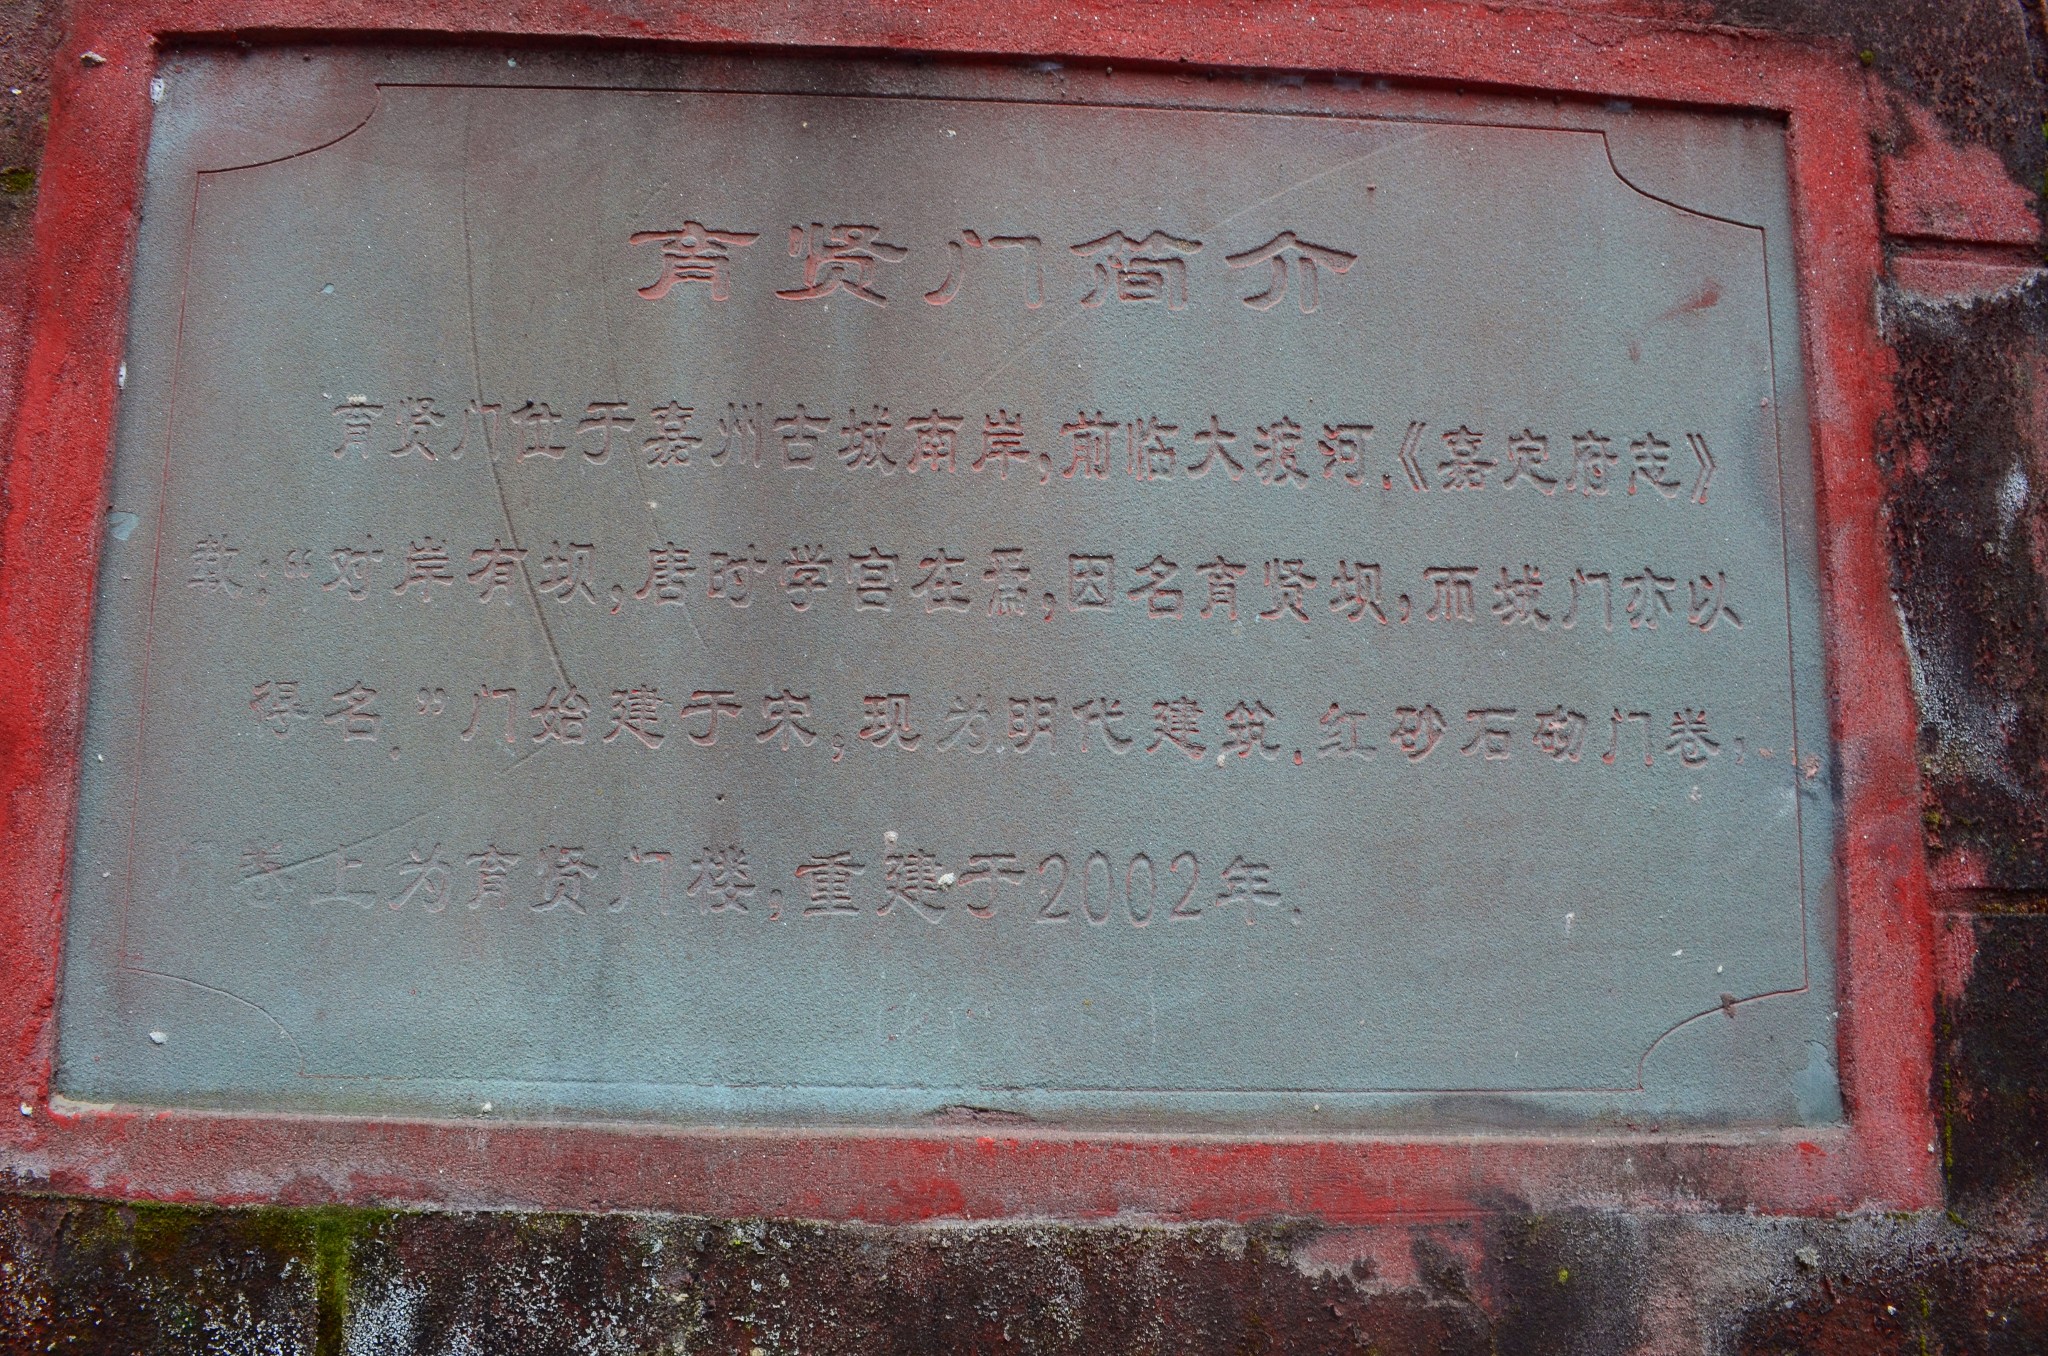 育贤门简介
育贤门位于嘉州古城南岸，前临大渡河.《嘉定府志》
载：“对岸有坝，唐时学宫在焉，因名育贤坝，而城门亦以
得名.”门始建于宋，现为明代建筑.红砂石砌门卷，
卷上为育贤门楼，重建于2002年.